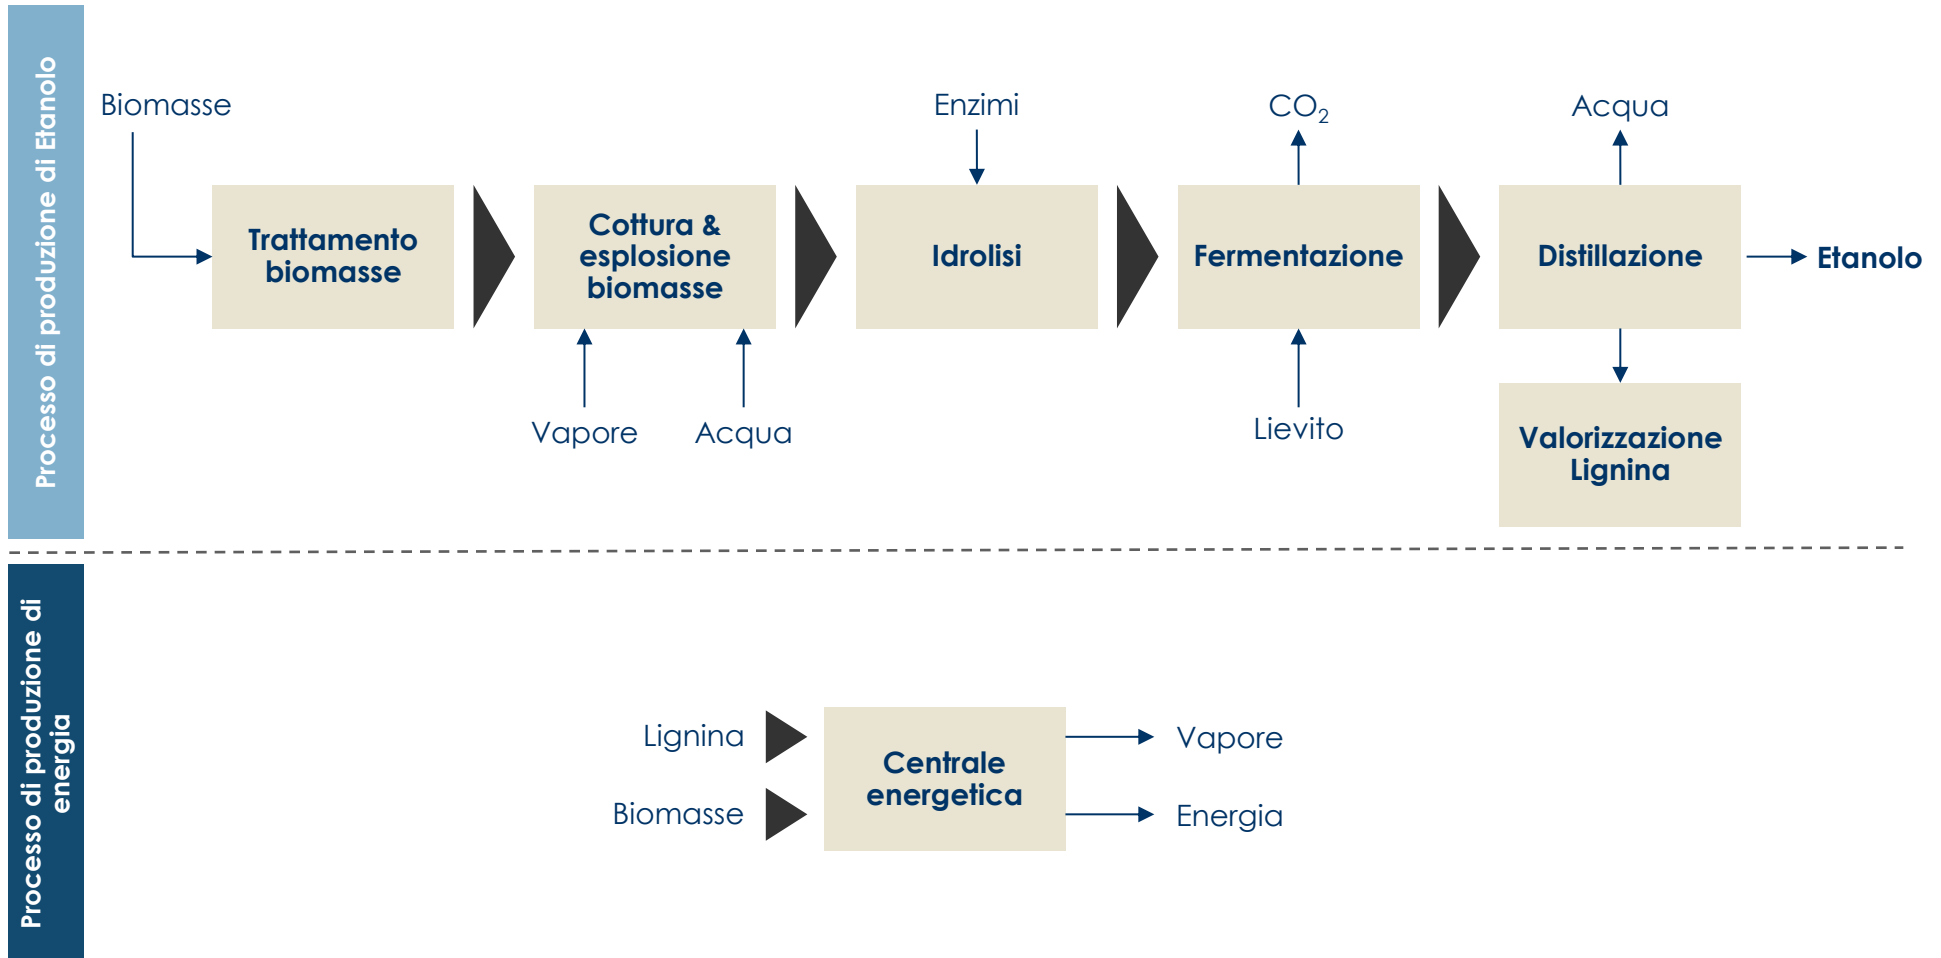 Processo di produzione di Etanolo
Biomasse
Enzimi
CO₂
Acqua
Trattamento
biomasse
Cottura &
esplosione
biomasse
Idrolisi
Fermentazione
Distillazione
Etanolo
Vapore
Acqua
Lievito
Valorizzazione
Lignina
Processo di produzione di
energia
Lignina
Biomasse
Centrale
energetica
Vapore
Energia